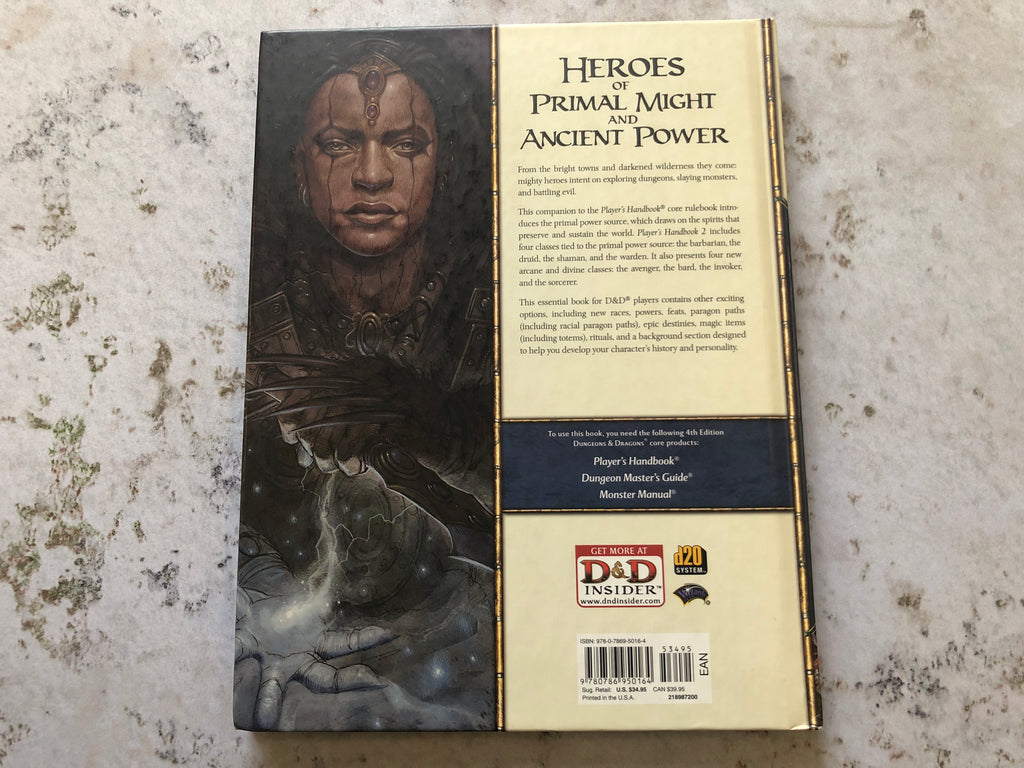 HEROES
OF
PRIMAL MIGHT
AND
ANCIENT POWER
From the bright towns and darkened wilderness they come:
mighty heroes intent on exploring dungeons, slaying monsters,
and battling evil.
This companion to the Player's Handbook® core rulebook intro-
duces the primal power source, which draws on the spirits that
preserve and sustain the world. Player's Handbook 2 includes
four classes tied to the primal power source: the barbarian, the
druid, the shaman, and the warden. It also presents four new
arcane and divine classes: the avenger, the bard, the invoker,
and the sorcerer.
This essential book for D&D® players contains other exciting
options, including new races, powers, feats, paragon paths
(including racial paragon paths), epic destinies, magic items
(including totems), rituals, and a background section designed
to help you develop your character's history and personality.
To use this book, you need the following 4th Edition
DUNGEONS & DRAGONS® core products:
Player's Handbook®
Dungeon Master's Guide®
Monster Manual®
GET MORE AT
D&D
INSIDER™
www.dndinsider.com
d20
SYSTEM™
Wizards
ISBN: 978-0-7869-5016-4
53495
EAN
9 780786 950164
Sug. Retail: U.S. $34.95 CAN $39.95
Printed in the U.S.A. 218987200